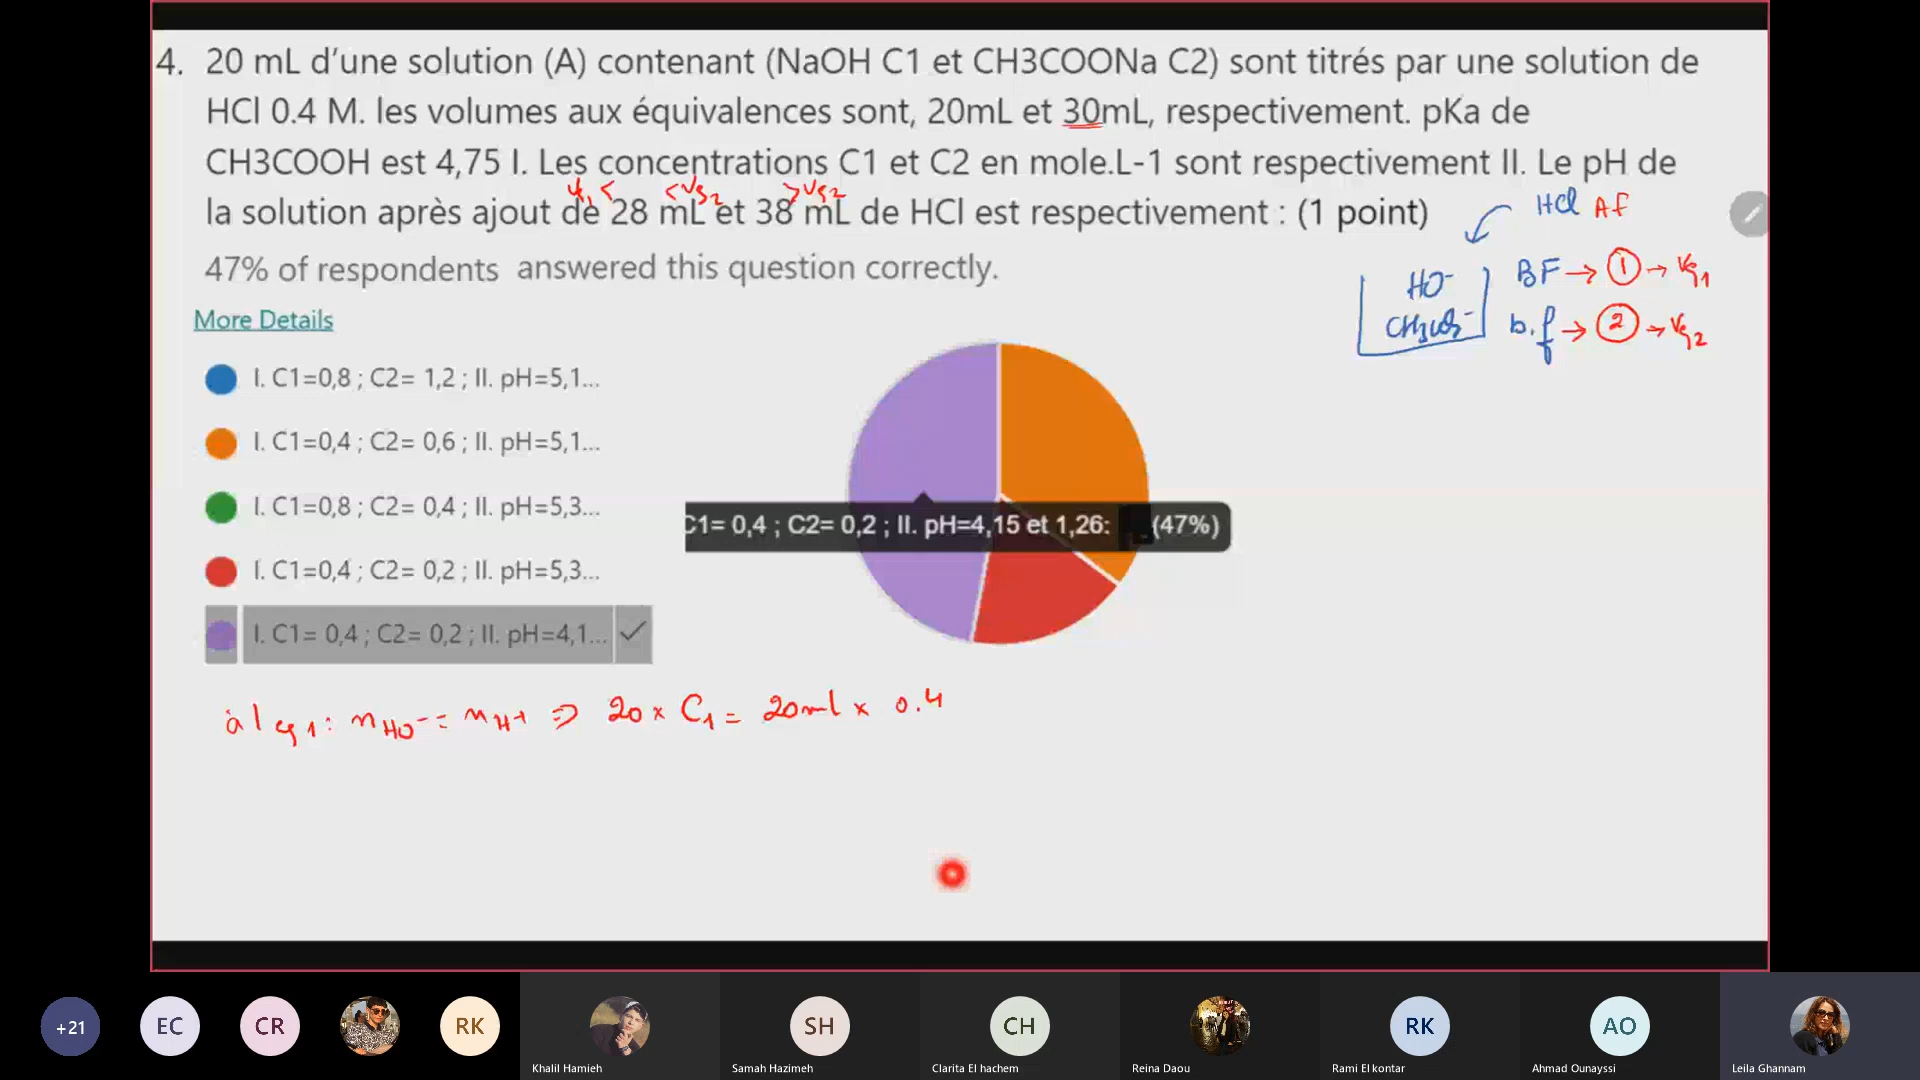 4. 20 mL d’une solution (A) contenant (NaOH C1 et CH3COONa C2) sont titrés par une solution de
HCl 0.4 M. les volumes aux équivalences sont, 20mL et 30mL, respectivement. pKa de
CH3COOH est 4,75 I. Les concentrations C1 et C2 en mole.L-1 sont respectivement II. Le pH de
la solution après ajout de 28 mL et 38 mL de HCl est respectivement : (1 point)
< <Vg2 >Vg2
HCl Af
47% of respondents answered this question correctly.
HO- BF → 1 → Vg1
b.f → 2 → Vg2
More Details
I. C1=0,8 ; C2= 1,2 ; II. pH=5,1...
I. C1=0,4 ; C2= 0,6 ; II. pH=5,1...
I. C1=0,8 ; C2= 0,4 ; II. pH=5,3...
C1= 0,4 ; C2= 0,2 ; II. pH=4,15 et 1,26: (47%)
I. C1=0,4 ; C2= 0,2 ; II. pH=5,3...
I. C1= 0,4 ; C2= 0,2 ; II. pH=4,1...
à l'eq1: nHO- = nH+ => 20 x C1 = 20ml x 0.4
+21
EC
CR
RK
SH
CH
RK
AO
Khalil Hamieh
Samah Hazimeh
Clarita El hachem
Reina Daou
Rami El kontar
Ahmad Ounayssi
Leila Ghannam